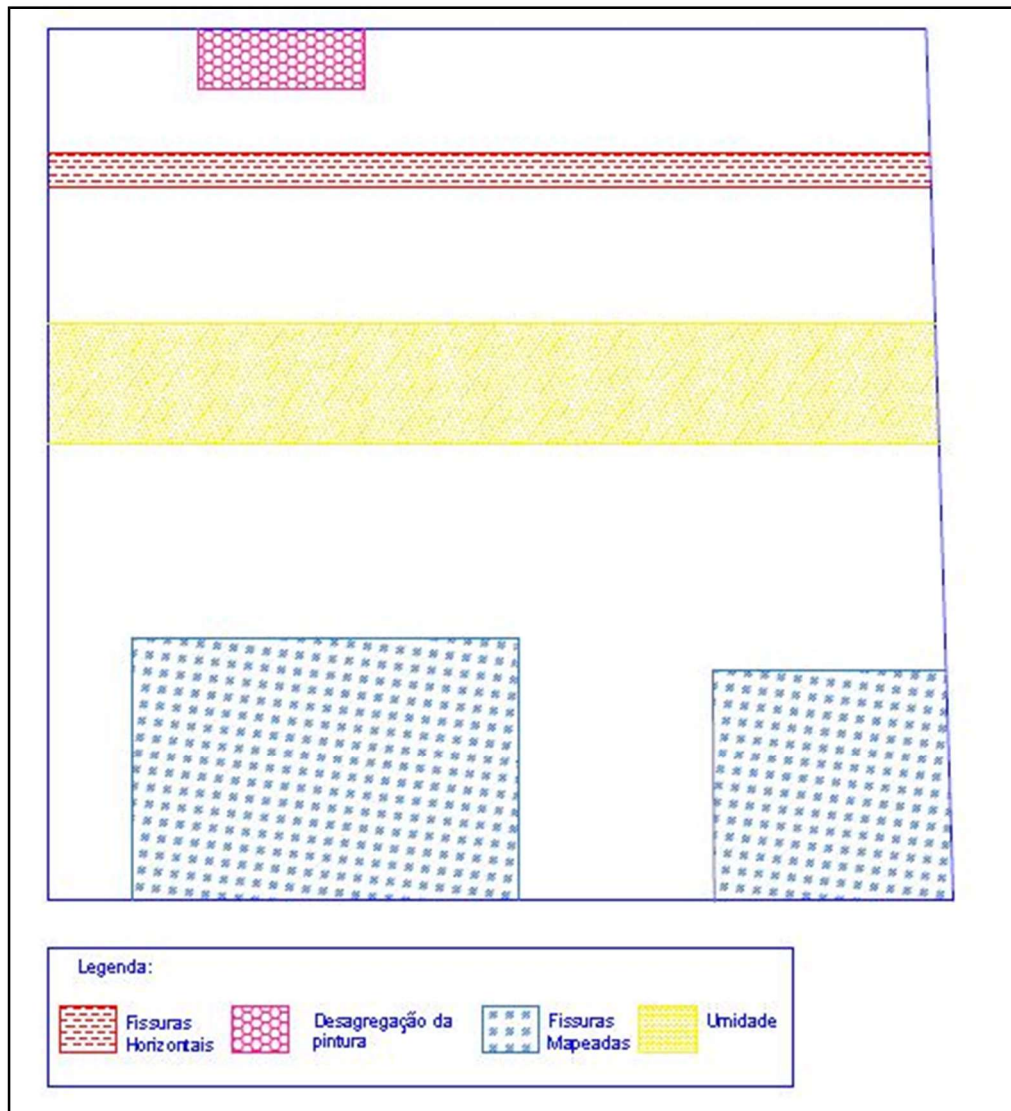 Legenda:
Fissuras
Horizontais
Desagregação da
pintura
Fissuras
Mapeadas
Umidade